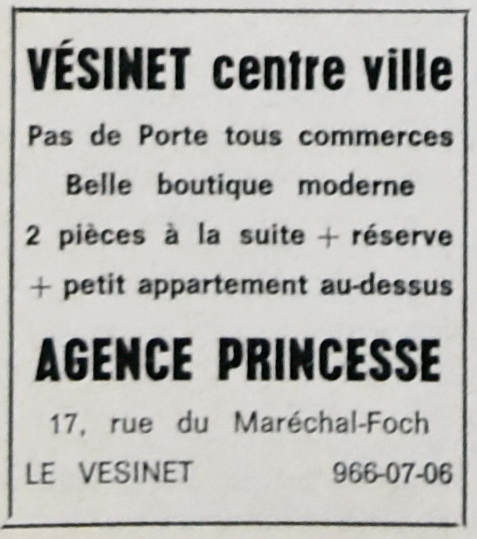 VÉSINET centre ville
Pas de Porte tous commerces
Belle boutique moderne
2 pièces à la suite + réserve
+ petit appartement au-dessus
AGENCE PRINCESSE
17, rue du Maréchal-Foch
LE VESINET 966-07-06